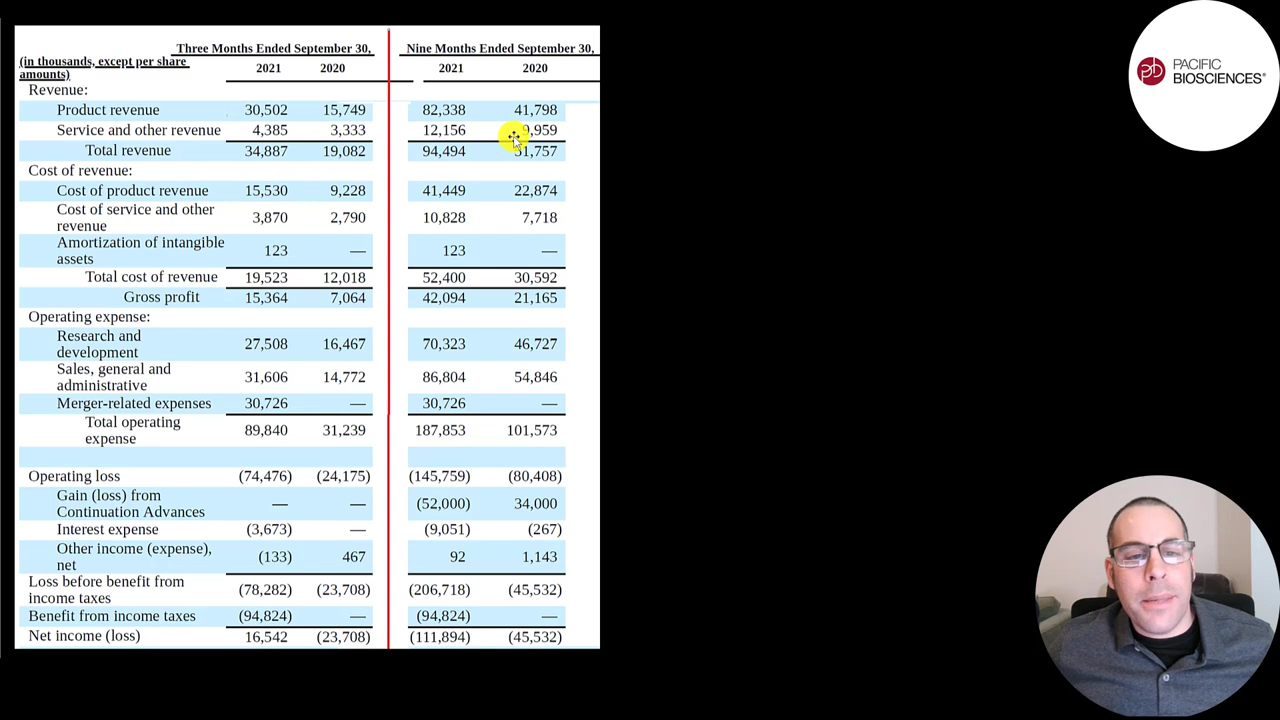 PACIFIC
BIOSCIENCES®
Three Months Ended September 30, Nine Months Ended September 30,
(in thousands, except per share
amounts) 2021 2020 2021 2020
Revenue:
Product revenue 30,502 15,749 82,338 41,798
Service and other revenue 4,385 3,333 12,156 9,959
Total revenue 34,887 19,082 94,494 51,757
Cost of revenue:
Cost of product revenue 15,530 9,228 41,449 22,874
Cost of service and other
revenue 3,870 2,790 10,828 7,718
Amortization of intangible
assets 123 — 123 —
Total cost of revenue 19,523 12,018 52,400 30,592
Gross profit 15,364 7,064 42,094 21,165
Operating expense:
Research and
development 27,508 16,467 70,323 46,727
Sales, general and
administrative 31,606 14,772 86,804 54,846
Merger-related expenses 30,726 — 30,726 —
Total operating
expense 89,840 31,239 187,853 101,573
Operating loss (74,476) (24,175) (145,759) (80,408)
Gain (loss) from
Continuation Advances — — (52,000) 34,000
Interest expense (3,673) — (9,051) (267)
Other income (expense),
net (133) 467 92 1,143
Loss before benefit from
income taxes (78,282) (23,708) (206,718) (45,532)
Benefit from income taxes (94,824) — (94,824) —
Net income (loss) 16,542 (23,708) (111,894) (45,532)